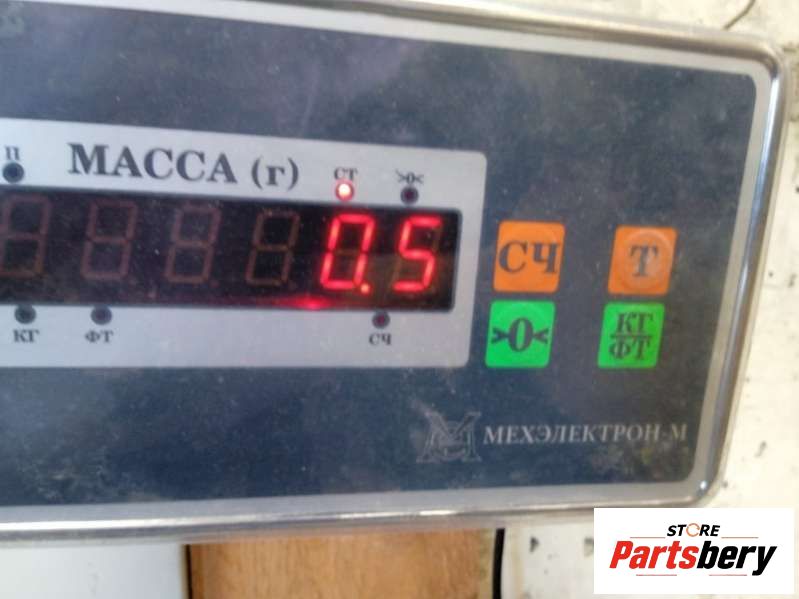 П
МАССА (г)
СТ
>0<
0.5
СЧ
Т
>0<
КГ
ФТ
КГ
ФТ
СЧ
МЕХЭЛЕКТРОН-М
STORE
Partsbery